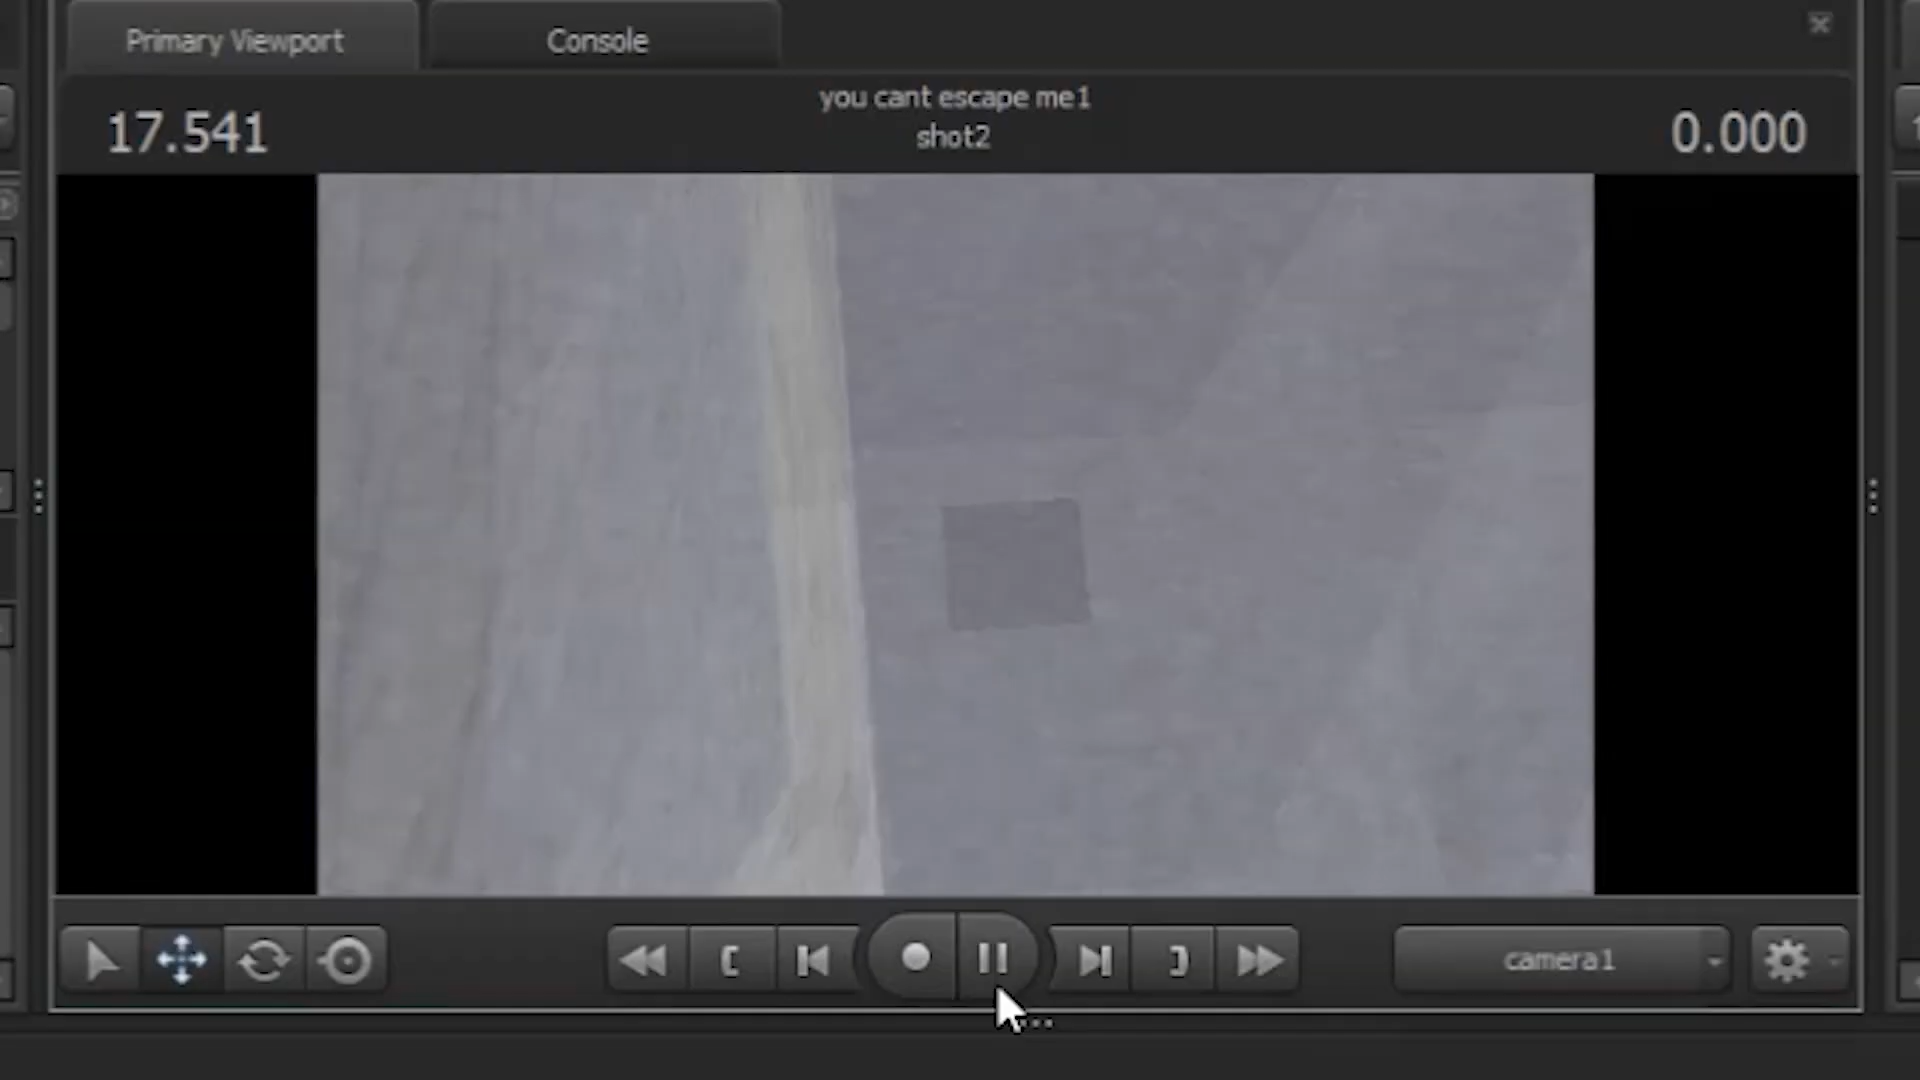 Primary Viewport
Console
you cant escape me1
17.541
shot2
0.000
camera1